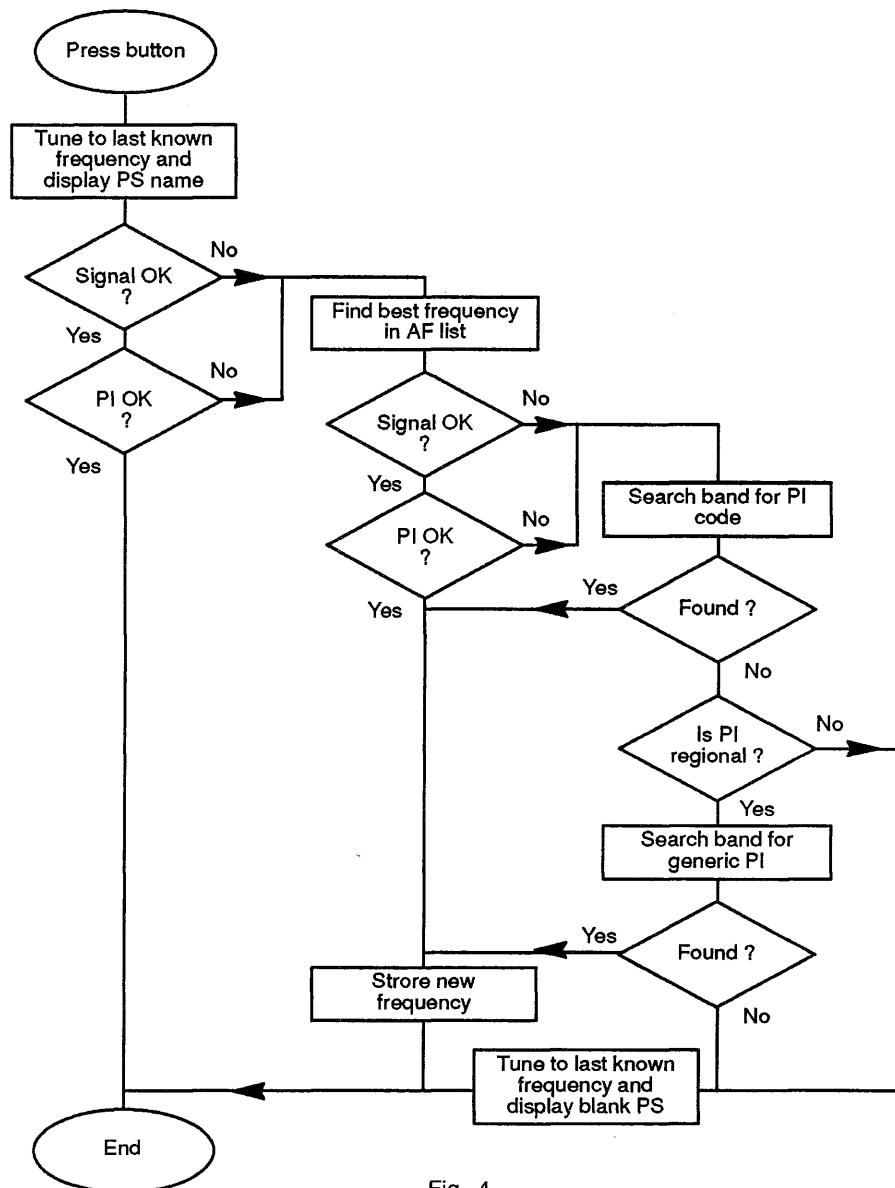 Press button
Tune to last known
frequency and
display PS name
Signal OK
?
No
Yes
PI OK
?
No
Yes
Find best frequency
in AF list
Signal OK
?
No
Yes
PI OK
?
No
Yes
Search band for PI
code
Found ?
Yes
No
Is PI
regional ?
No
Yes
Search band for
generic PI
Found ?
Yes
No
Strore new
frequency
Tune to last known
frequency and
display blank PS
End
Fig. 4